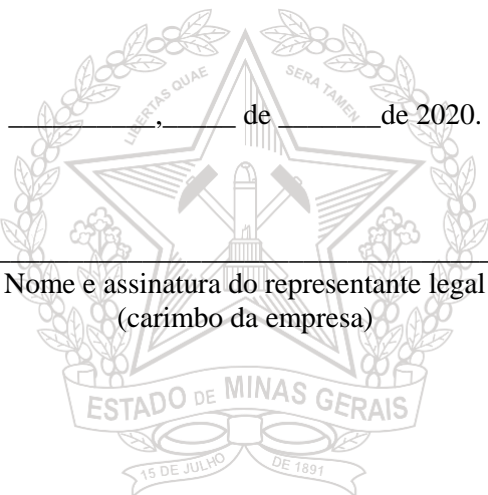 LIBERTAS QUAE SERA TAMEN
___________,_____ de _______de 2020.
Nome e assinatura do representante legal
(carimbo da empresa)
ESTADO DE MINAS GERAIS
15 DE JULHO DE 1891